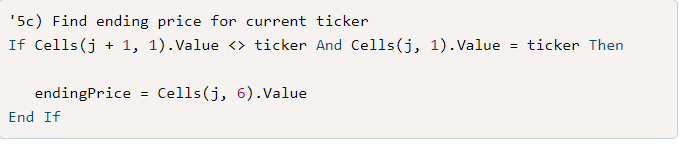 '5c) Find ending price for current ticker
If Cells(j + 1, 1).Value <> ticker And Cells(j, 1).Value = ticker Then
endingPrice = Cells(j, 6).Value
End If